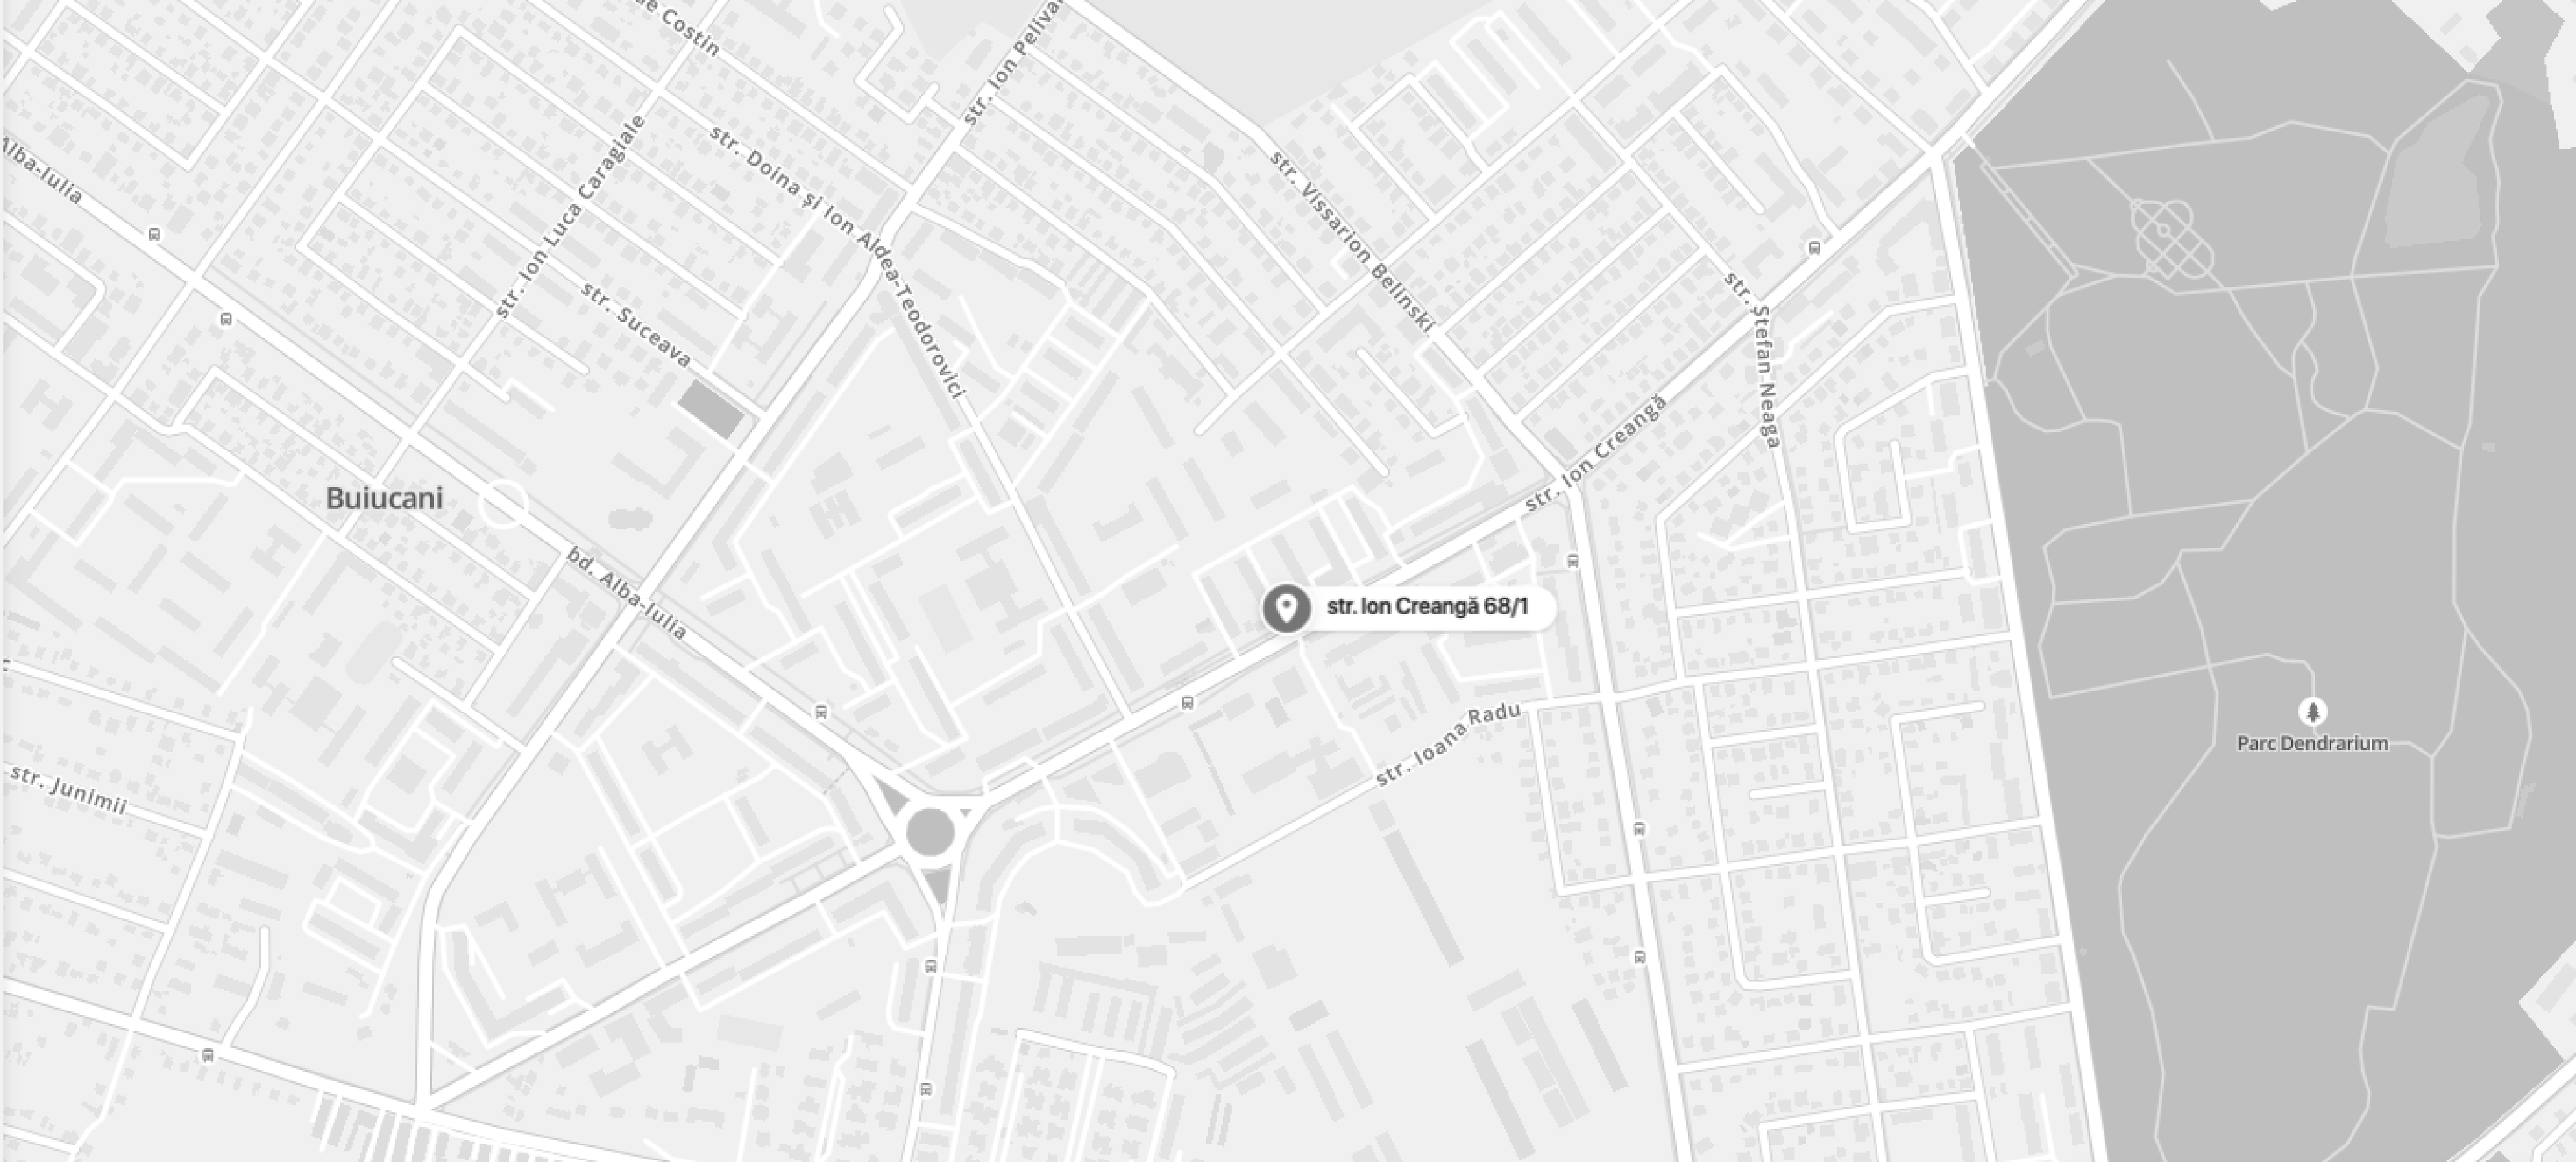 de Costin
str. Ion Pelivan
str. Doina și Ion Aldea-Teodorovici
str. Ion Luca Caragiale
Alba-Iulia
str. Vissarion Belinski
str. Suceava
str. Ștefan Neaga
str. Ion Creangă
Buiucani
bd. Alba-Iulia
str. Ion Creangă 68/1
str. Ioana Radu
Parc Dendrarium
str. Junimii